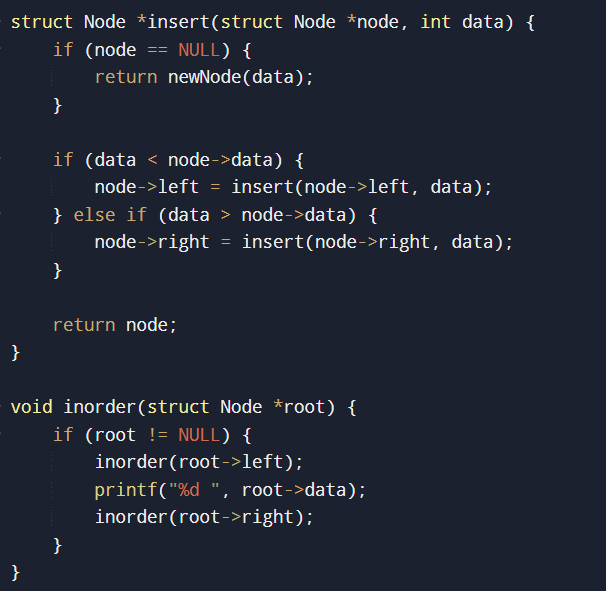 struct Node *insert(struct Node *node, int data) {
    if (node == NULL) {
        return newNode(data);
    }

    if (data < node->data) {
        node->left = insert(node->left, data);
    } else if (data > node->data) {
        node->right = insert(node->right, data);
    }

    return node;
}

void inorder(struct Node *root) {
    if (root != NULL) {
        inorder(root->left);
        printf("%d ", root->data);
        inorder(root->right);
    }
}